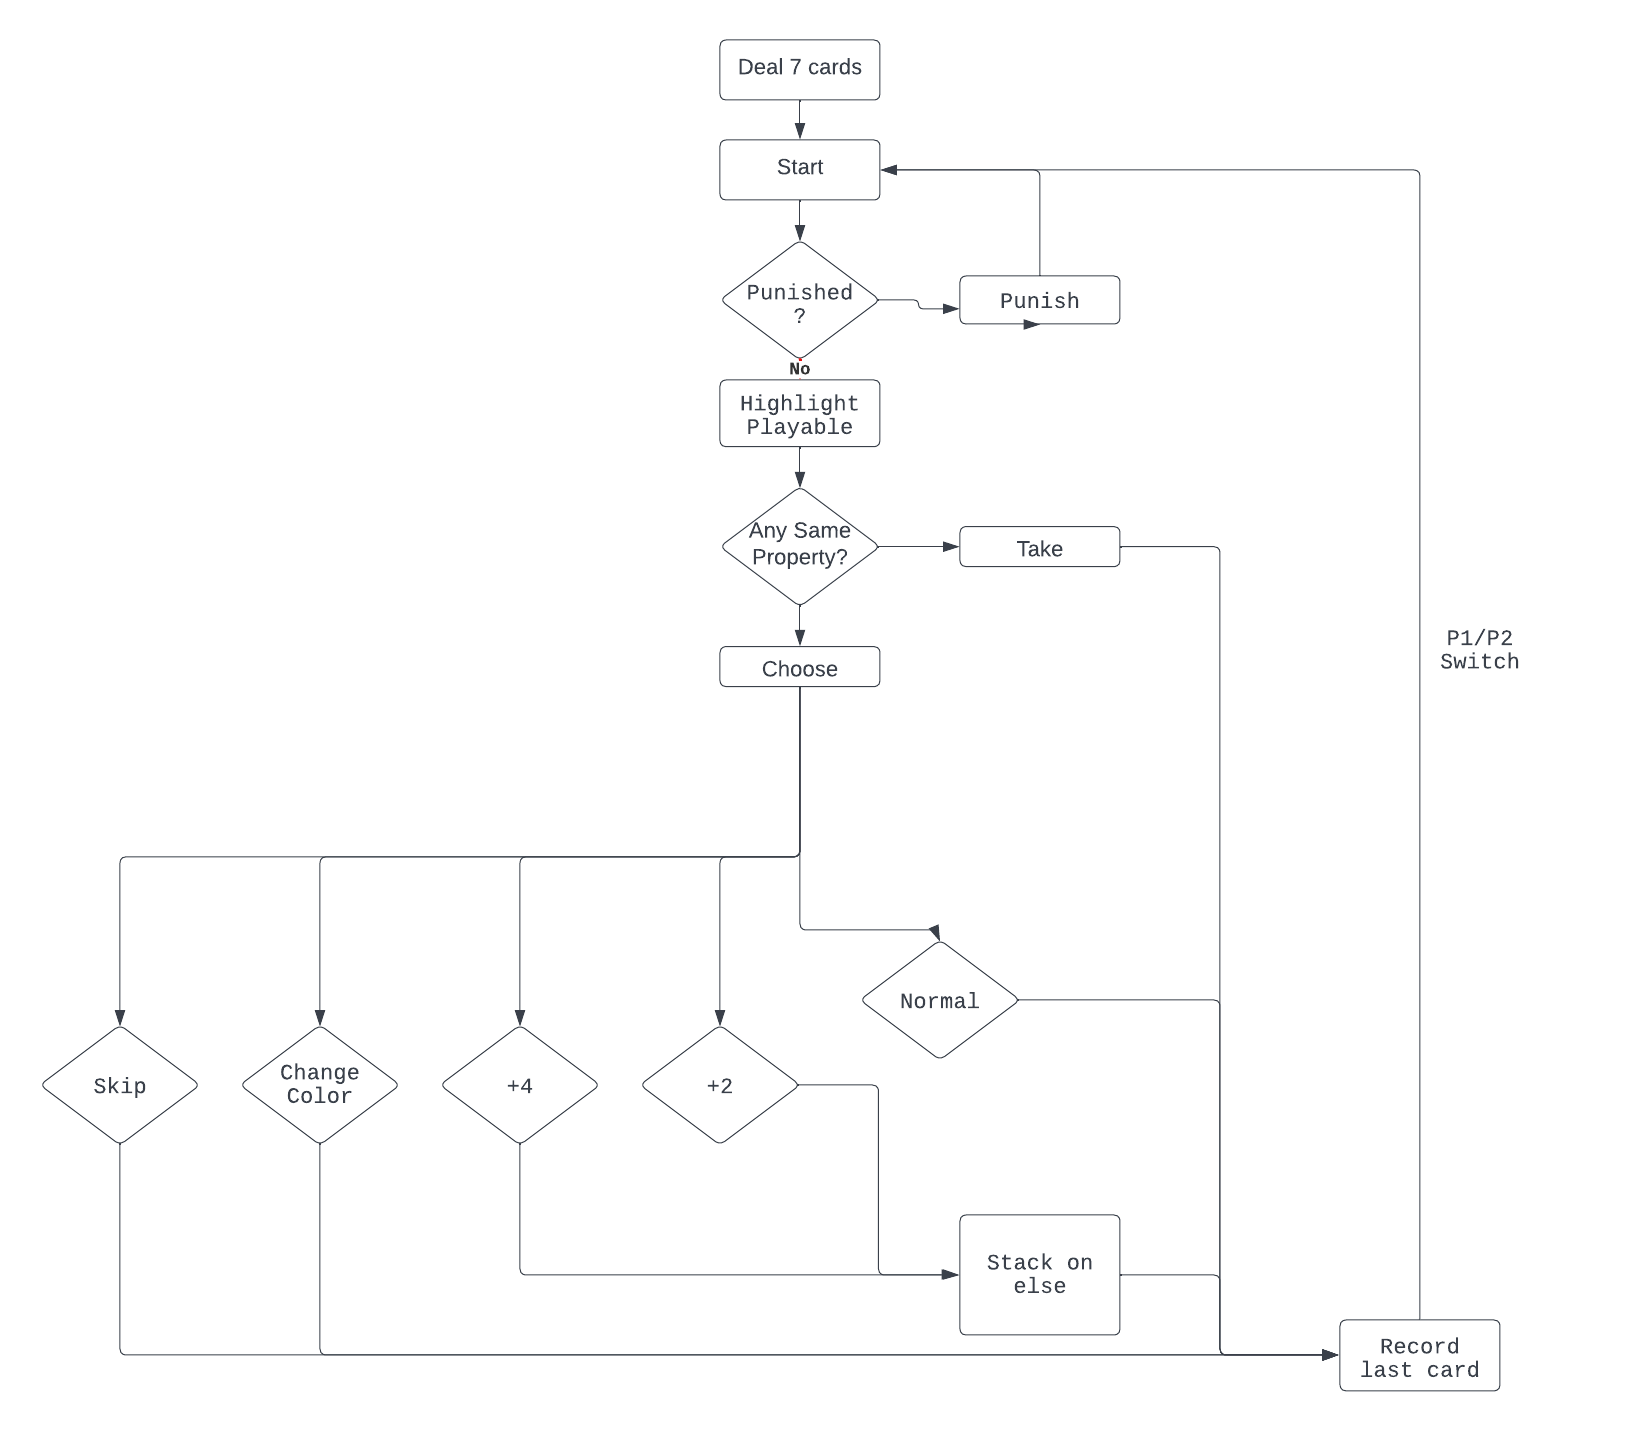 Deal 7 cards
Start
Punished
?
Punish
No
Highlight
Playable
Any Same
Property?
Take
Choose
P1/P2
Switch
Normal
Skip
Change
Color
+4
+2
Stack on
else
Record
last card